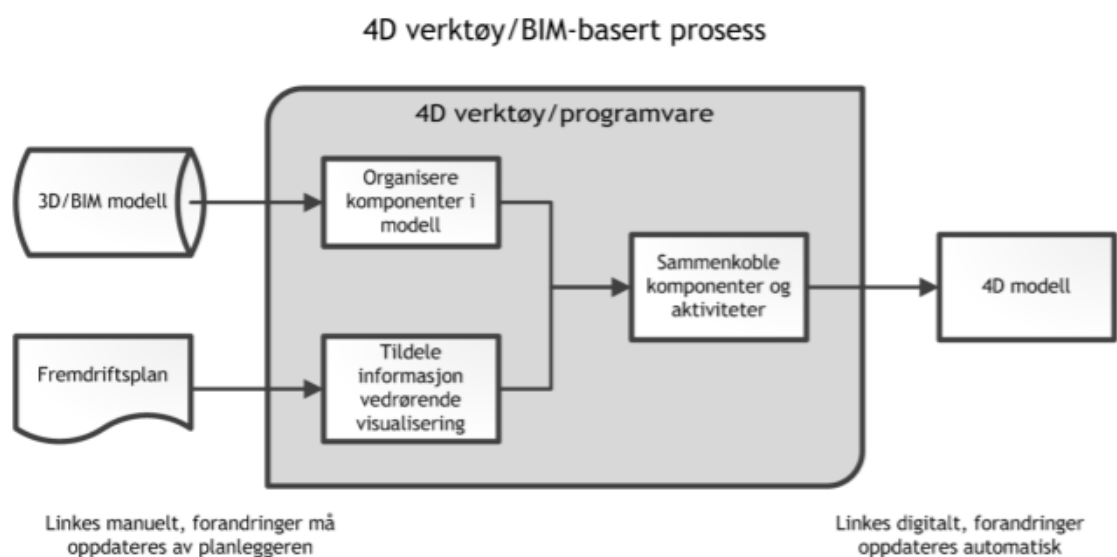 4D verktøy/BIM-basert prosess
4D verktøy/programvare
3D/BIM modell
Organisere
komponenter i
modell
Sammenkoble
komponenter og
aktiviteter
4D modell
Fremdriftsplan
Tildele
informasjon
vedrørende
visualisering
Linkes manuelt, forandringer må
oppdateres av planleggeren
Linkes digitalt, forandringer
oppdateres automatisk